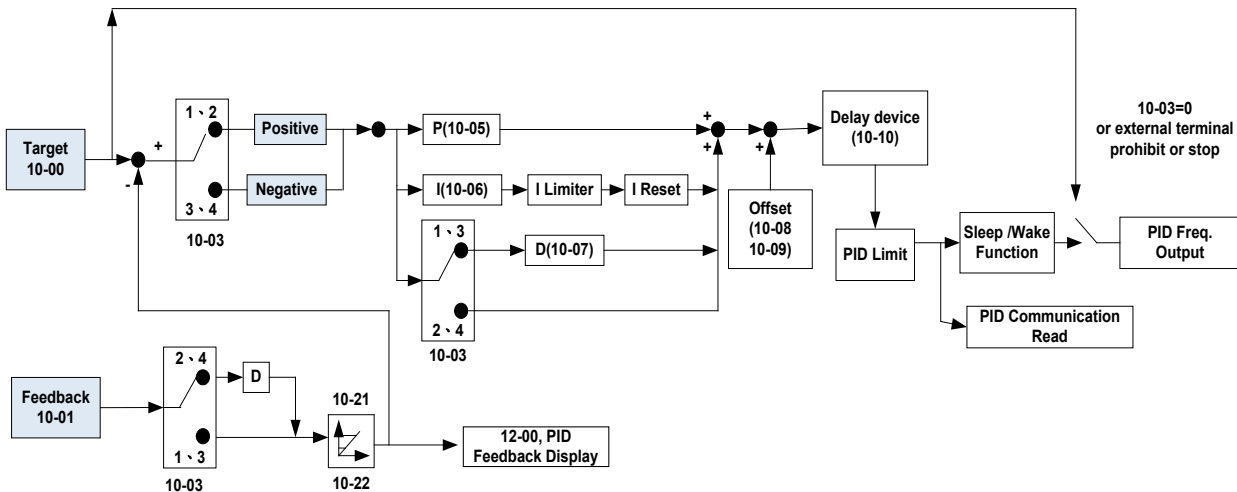 Target
10-00
+
-
1、2
3、4
10-03
Positive
Negative
P(10-05)
I(10-06)
I Limiter
I Reset
1、3
2、4
10-03
D(10-07)
+
+
+
Offset
(10-08
10-09)
Delay device
(10-10)
PID Limit
Sleep /Wake
Function
PID Communication
Read
10-03=0
or external terminal
prohibit or stop
PID Freq.
Output
Feedback
10-01
2、4
1、3
10-03
D
10-21
10-22
12-00, PID
Feedback Display